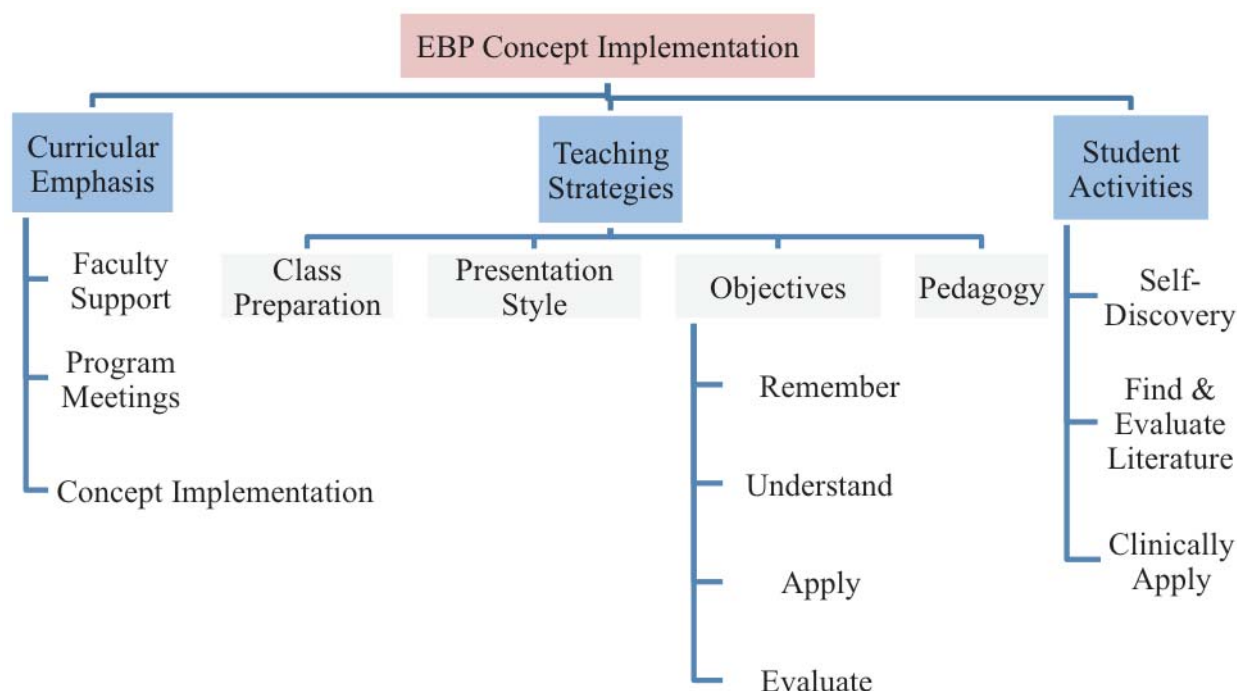 EBP Concept Implementation
Curricular
Emphasis
Faculty
Support
Program
Meetings
Concept Implementation
Teaching
Strategies
Class
Preparation
Presentation
Style
Objectives
Remember
Understand
Apply
Evaluate
Pedagogy
Student
Activities
Self-
Discovery
Find &
Evaluate
Literature
Clinically
Apply